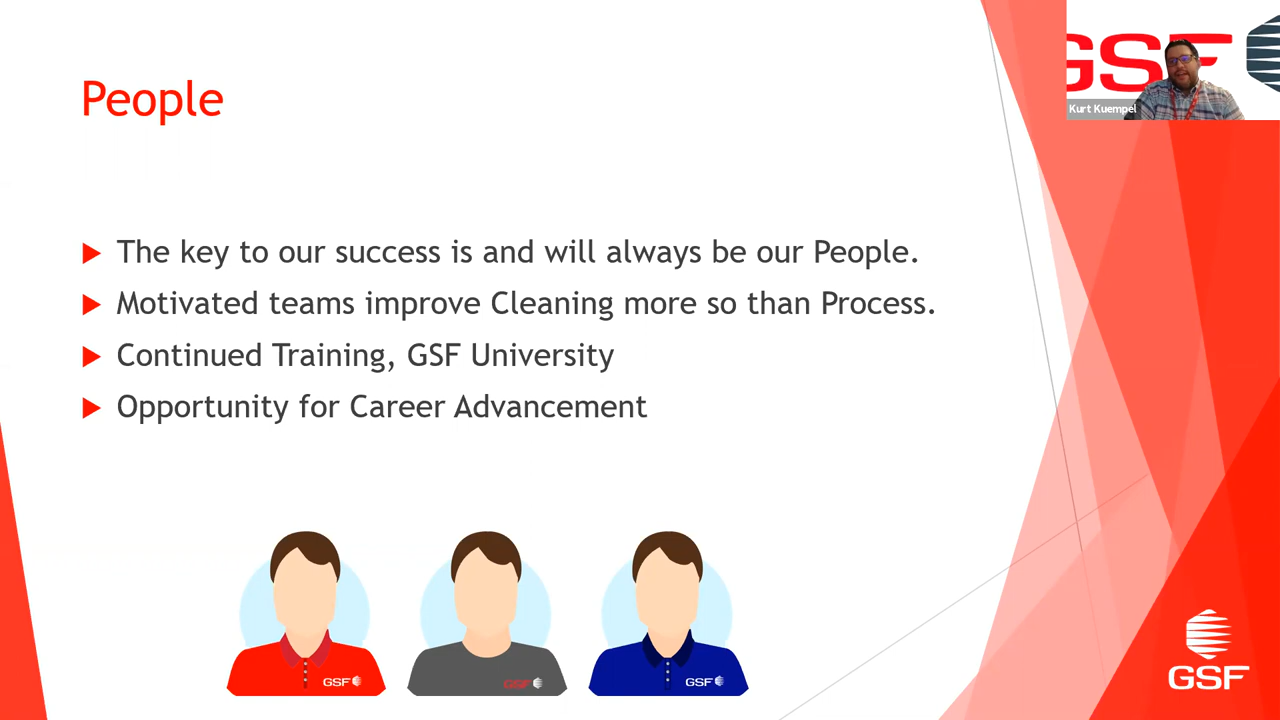 GSF
Kurt Kuempel
People
The key to our success is and will always be our People.
Motivated teams improve Cleaning more so than Process.
Continued Training, GSF University
Opportunity for Career Advancement
GSF
GSF
GSF
GSF